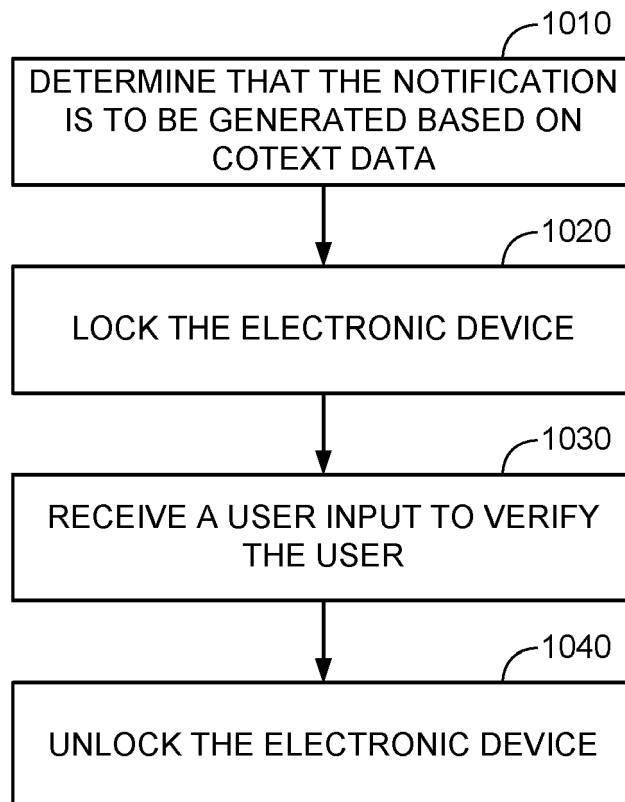 1010
DETERMINE THAT THE NOTIFICATION
IS TO BE GENERATED BASED ON
COTEXT DATA
1020
LOCK THE ELECTRONIC DEVICE
1030
RECEIVE A USER INPUT TO VERIFY
THE USER
1040
UNLOCK THE ELECTRONIC DEVICE